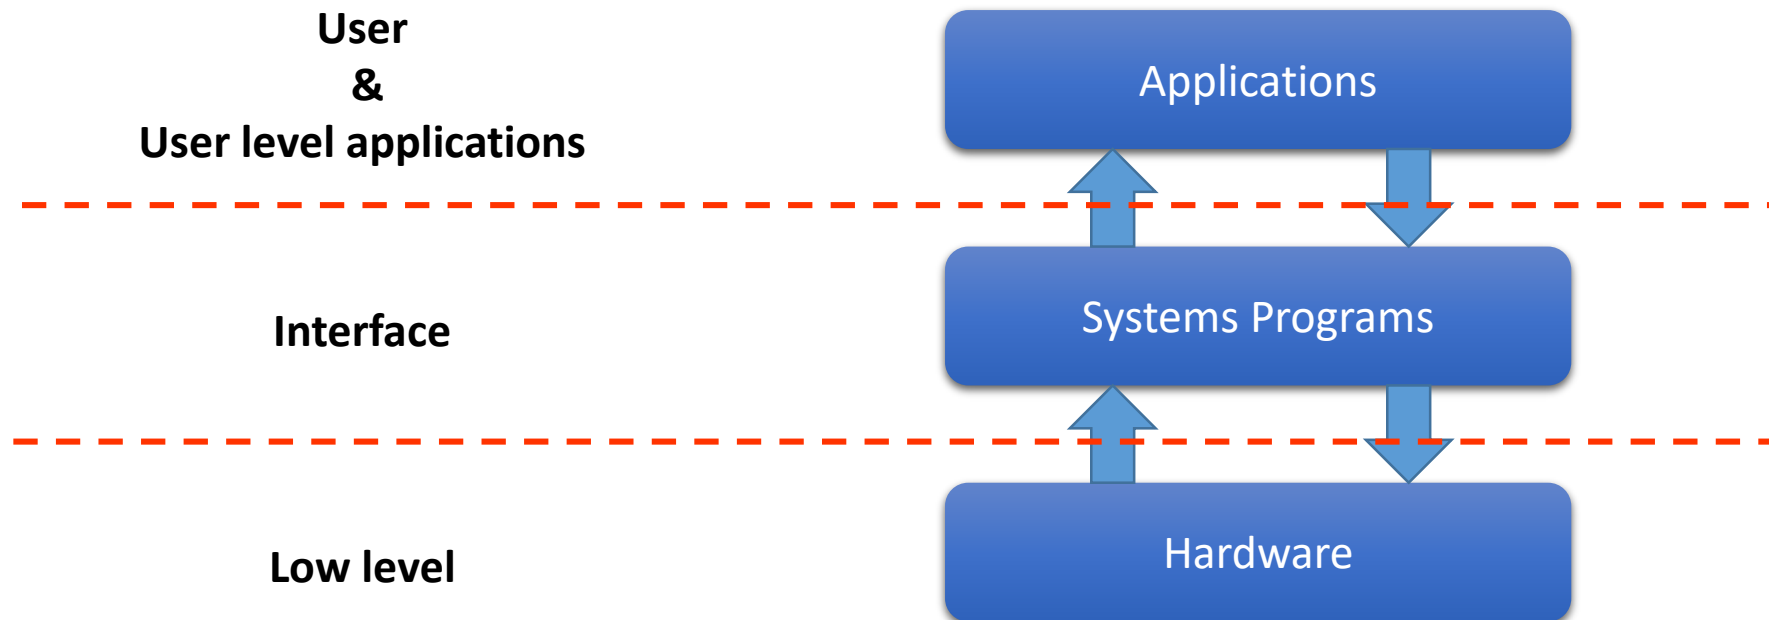 User
&
User level applications
Applications
Interface
Systems Programs
Low level
Hardware